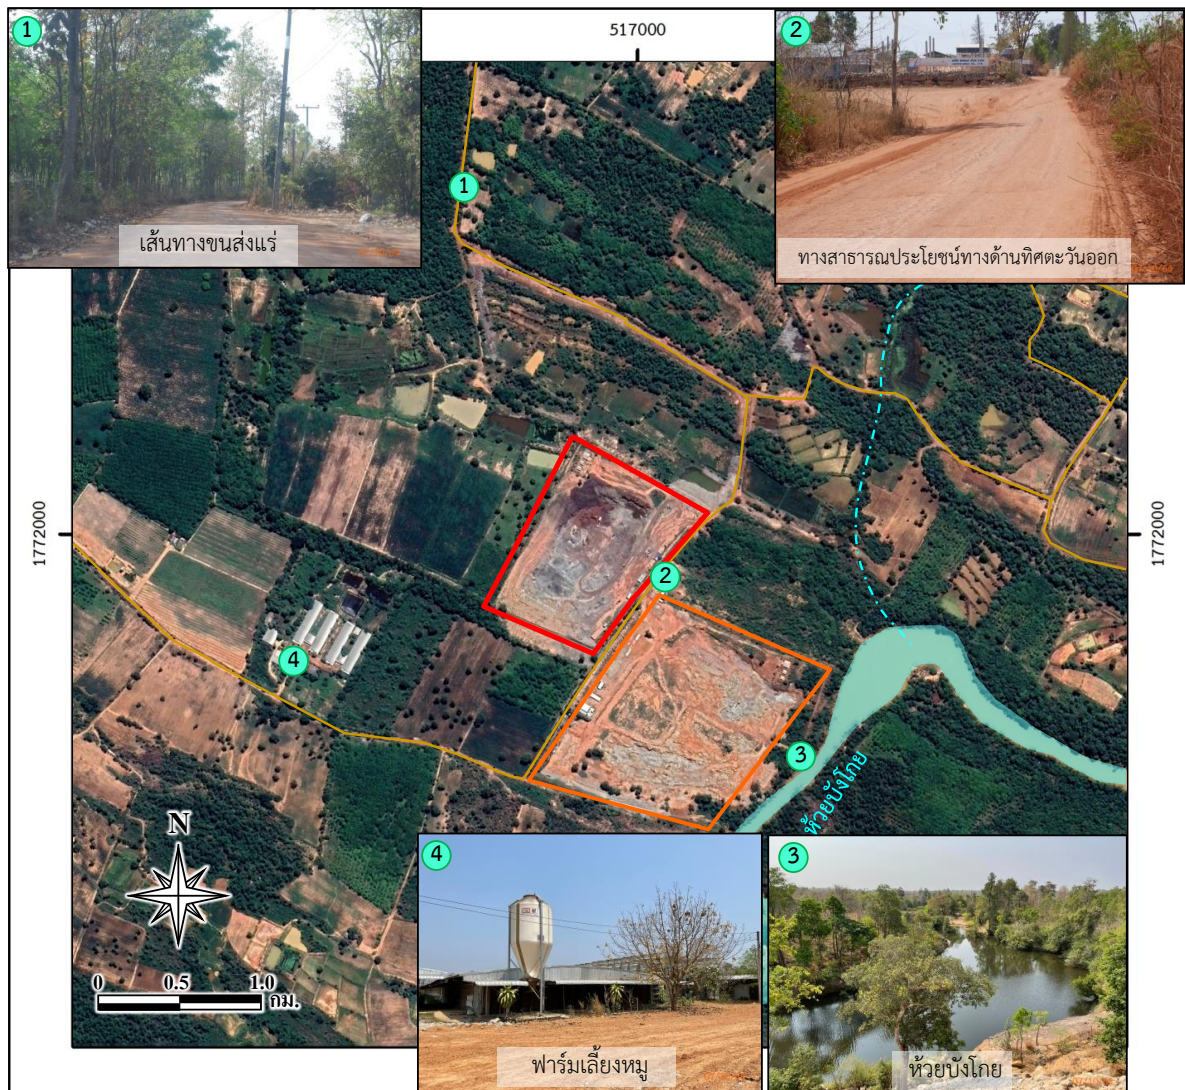 1
เส้นทางขนส่งแร่
517000
2
ทางสาธารณประโยชน์ทางด้านทิศตะวันออก
1
1772000
1772000
2
4
3
ห้วยบังโกย
N
0 0.5 1.0
กม.
4
ฟาร์มเลี้ยงหมู
3
ห้วยบังโกย